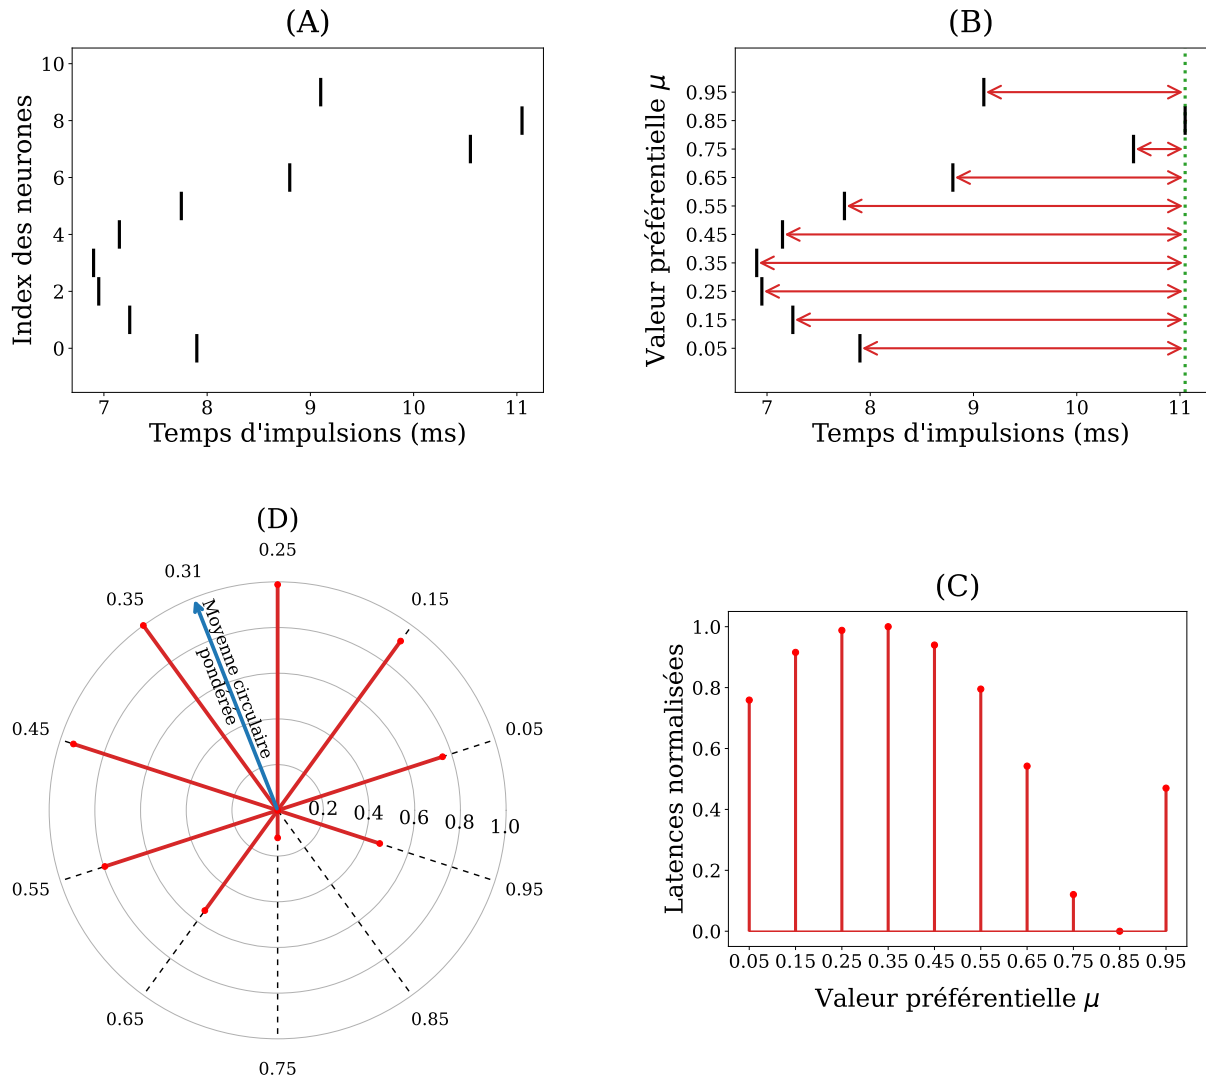 (A)
Index des neurones
10
8
6
4
2
0
7 8 9 10 11
Temps d'impulsions (ms)
(B)
Valeur préférentielle μ
0.95
0.85
0.75
0.65
0.55
0.45
0.35
0.25
0.15
0.05
7 8 9 10 11
Temps d'impulsions (ms)
(D)
0.25
0.31
0.35
0.15
0.45
0.05
Moyenne circulaire
pondérée
0.2 0.4 0.6 0.8 1.0
0.55
0.95
0.65
0.85
0.75
(C)
Latences normalisées
1.0
0.8
0.6
0.4
0.2
0.0
0.05 0.15 0.25 0.35 0.45 0.55 0.65 0.75 0.85 0.95
Valeur préférentielle μ